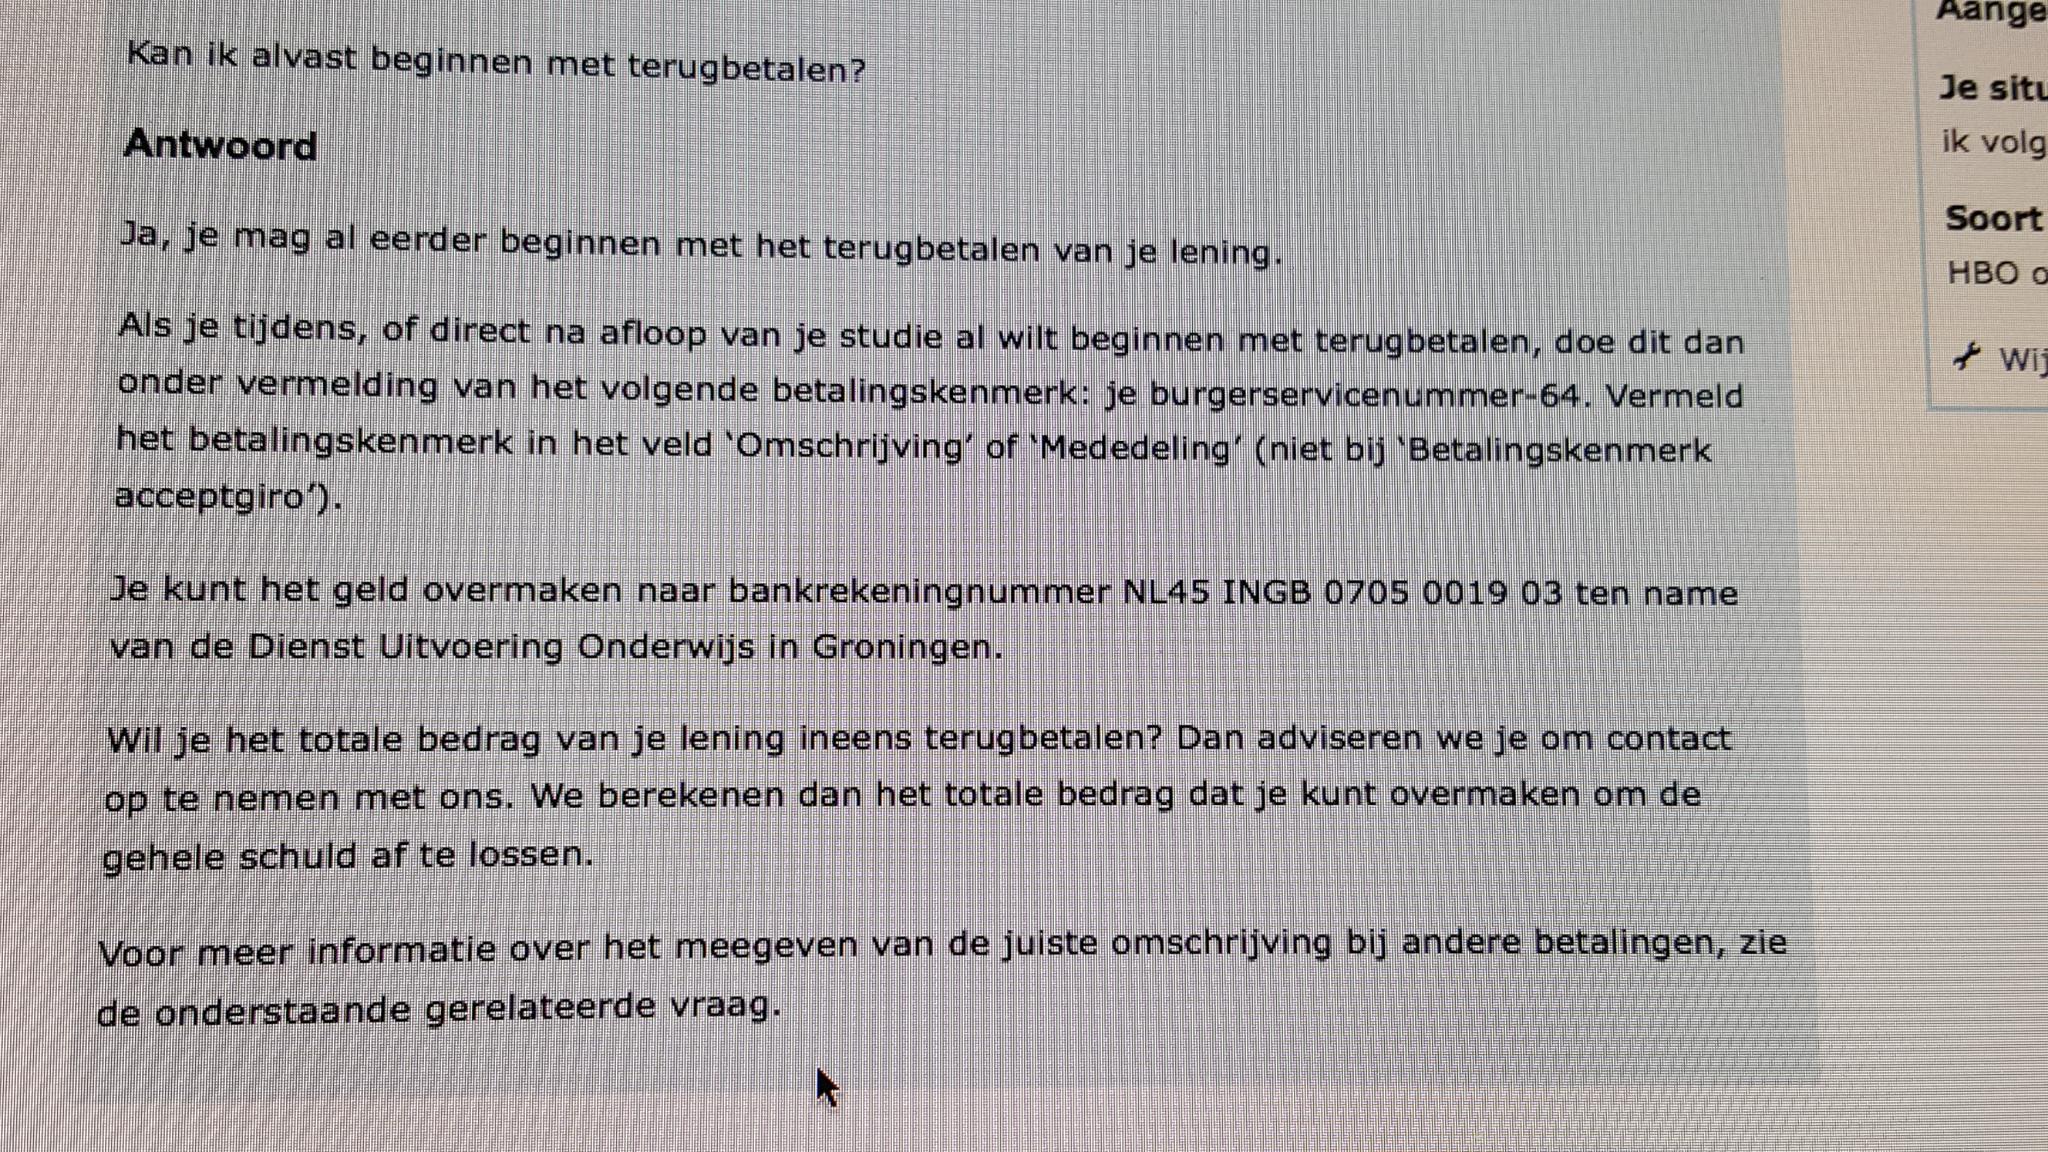 Kan ik alvast beginnen met terugbetalen?
Antwoord
Ja, je mag al eerder beginnen met het terugbetalen van je lening.
Als je tijdens, of direct na afloop van je studie al wilt beginnen met terugbetalen, doe dit dan
onder vermelding van het volgende betalingskenmerk: je burgerservicenummer-64. Vermeld
het betalingskenmerk in het veld ‘Omschrijving’ of ‘Mededeling’ (niet bij ‘Betalingskenmerk
acceptgiro’).
Je kunt het geld overmaken naar bankrekeningnummer NL45 INGB 0705 0019 03 ten name
van de Dienst Uitvoering Onderwijs in Groningen.
Wil je het totale bedrag van je lening ineens terugbetalen? Dan adviseren we je om contact
op te nemen met ons. We berekenen dan het totale bedrag dat je kunt overmaken om de
gehele schuld af te lossen.
Voor meer informatie over het meegeven van de juiste omschrijving bij andere betalingen, zie
de onderstaande gerelateerde vraag.
Aange
Je situ
ik volg
Soort
HBO o
Wij